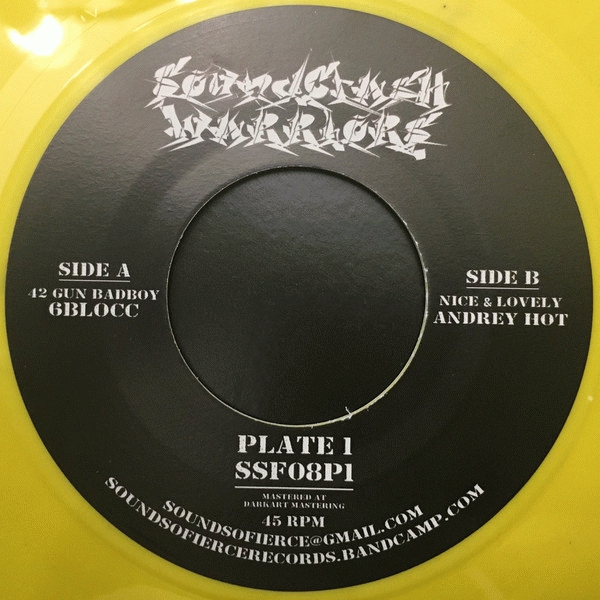 SOUNDCLASH
WARRIORS
SIDE A
42 GUN BADBOY
6BLOCC
SIDE B
NICE & LOVELY
ANDREY HOT
PLATE 1
SSF08P1
MASTERED AT
DARKART MASTERING
45 RPM
SOUNDSOFIERCE@GMAIL.COM
SOUNDSOFIERCERECORDS.BANDCAMP.COM